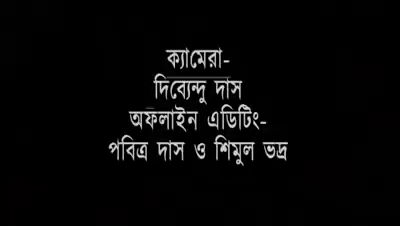 ক্যামেরা-
দিব্যেন্দু দাস
অফলাইন এডিটিং-
পবিত্র দাস ও শিমুল ভদ্র